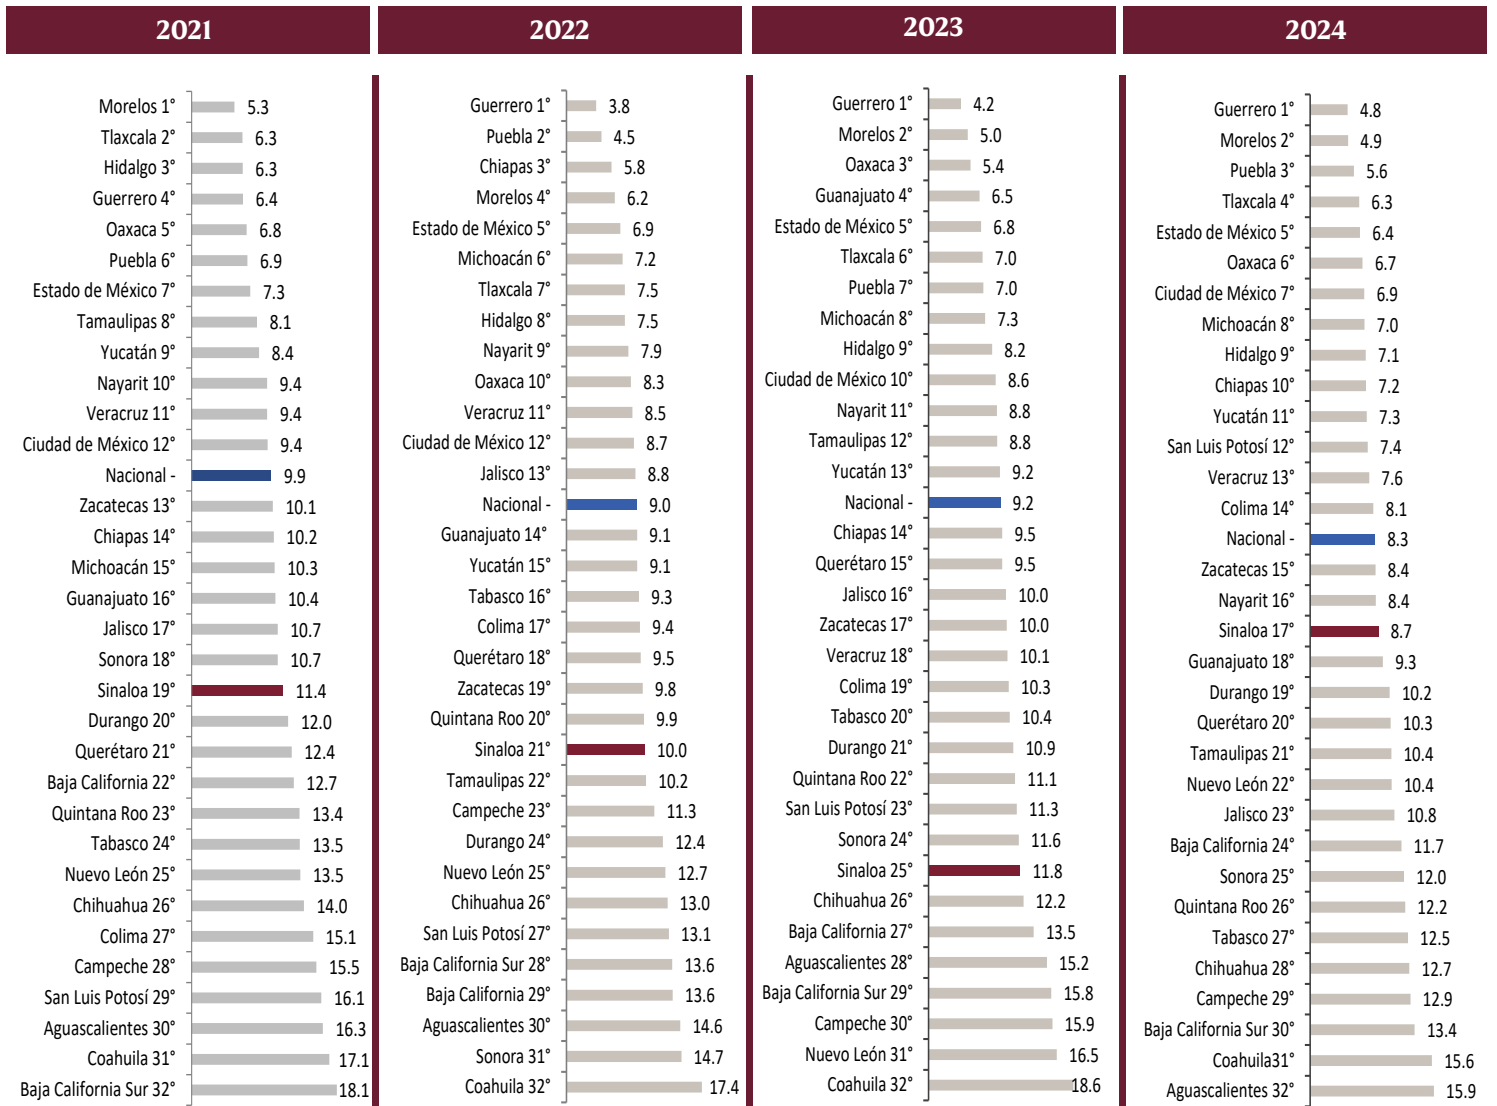 2021
Morelos 1° 5.3
Tlaxcala 2° 6.3
Hidalgo 3° 6.3
Guerrero 4° 6.4
Oaxaca 5° 6.8
Puebla 6° 6.9
Estado de México 7° 7.3
Tamaulipas 8° 8.1
Yucatán 9° 8.4
Nayarit 10° 9.4
Veracruz 11° 9.4
Ciudad de México 12° 9.4
Nacional - 9.9
Zacatecas 13° 10.1
Chiapas 14° 10.2
Michoacán 15° 10.3
Guanajuato 16° 10.4
Jalisco 17° 10.7
Sonora 18° 10.7
Sinaloa 19° 11.4
Durango 20° 12.0
Querétaro 21° 12.4
Baja California 22° 12.7
Quintana Roo 23° 13.4
Tabasco 24° 13.5
Nuevo León 25° 13.5
Chihuahua 26° 14.0
Colima 27° 15.1
Campeche 28° 15.5
San Luis Potosí 29° 16.1
Aguascalientes 30° 16.3
Coahuila 31° 17.1
Baja California Sur 32° 18.1
2022
Guerrero 1° 3.8
Puebla 2° 4.5
Chiapas 3° 5.8
Morelos 4° 6.2
Estado de México 5° 6.9
Michoacán 6° 7.2
Tlaxcala 7° 7.5
Hidalgo 8° 7.5
Nayarit 9° 7.9
Oaxaca 10° 8.3
Veracruz 11° 8.5
Ciudad de México 12° 8.7
Jalisco 13° 8.8
Nacional - 9.0
Guanajuato 14° 9.1
Yucatán 15° 9.1
Tabasco 16° 9.3
Colima 17° 9.4
Querétaro 18° 9.5
Zacatecas 19° 9.8
Quintana Roo 20° 9.9
Sinaloa 21° 10.0
Tamaulipas 22° 10.2
Campeche 23° 11.3
Durango 24° 12.4
Nuevo León 25° 12.7
Chihuahua 26° 13.0
San Luis Potosí 27° 13.1
Baja California Sur 28° 13.6
Baja California 29° 13.6
Aguascalientes 30° 14.6
Sonora 31° 14.7
Coahuila 32° 17.4
2023
Guerrero 1° 4.2
Morelos 2° 5.0
Oaxaca 3° 5.4
Guanajuato 4° 6.5
Estado de México 5° 6.8
Tlaxcala 6° 7.0
Puebla 7° 7.0
Michoacán 8° 7.3
Hidalgo 9° 8.2
Ciudad de México 10° 8.6
Nayarit 11° 8.8
Tamaulipas 12° 8.8
Yucatán 13° 9.2
Nacional - 9.2
Chiapas 14° 9.5
Querétaro 15° 9.5
Jalisco 16° 10.0
Zacatecas 17° 10.0
Veracruz 18° 10.1
Colima 19° 10.3
Tabasco 20° 10.4
Durango 21° 10.9
Quintana Roo 22° 11.1
San Luis Potosí 23° 11.3
Sonora 24° 11.6
Sinaloa 25° 11.8
Chihuahua 26° 12.2
Baja California 27° 13.5
Aguascalientes 28° 15.2
Baja California Sur 29° 15.8
Campeche 30° 15.9
Nuevo León 31° 16.5
Coahuila 32° 18.6
2024
Guerrero 1° 4.8
Morelos 2° 4.9
Puebla 3° 5.6
Tlaxcala 4° 6.3
Estado de México 5° 6.4
Oaxaca 6° 6.7
Ciudad de México 7° 6.9
Michoacán 8° 7.0
Hidalgo 9° 7.1
Chiapas 10° 7.2
Yucatán 11° 7.3
San Luis Potosí 12° 7.4
Veracruz 13° 7.6
Colima 14° 8.1
Nacional - 8.3
Zacatecas 15° 8.4
Nayarit 16° 8.4
Sinaloa 17° 8.7
Guanajuato 18° 9.3
Durango 19° 10.2
Querétaro 20° 10.3
Tamaulipas 21° 10.4
Nuevo León 22° 10.4
Jalisco 23° 10.8
Baja California 24° 11.7
Sonora 25° 12.0
Quintana Roo 26° 12.2
Tabasco 27° 12.5
Chihuahua 28° 12.7
Campeche 29° 12.9
Baja California Sur 30° 13.4
Coahuila31° 15.6
Aguascalientes 32° 15.9